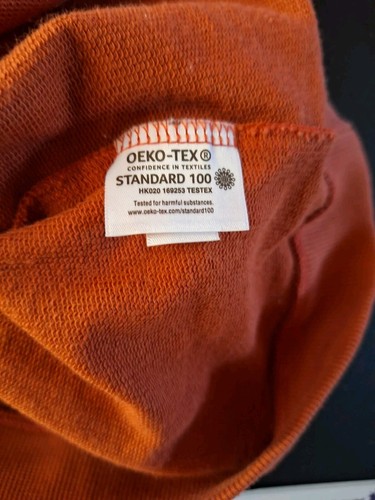 OEKO-TEX®
CONFIDENCE IN TEXTILES
STANDARD 100
HK020 169253 TESTEX
Tested for harmful substances.
www.oeko-tex.com/standard100